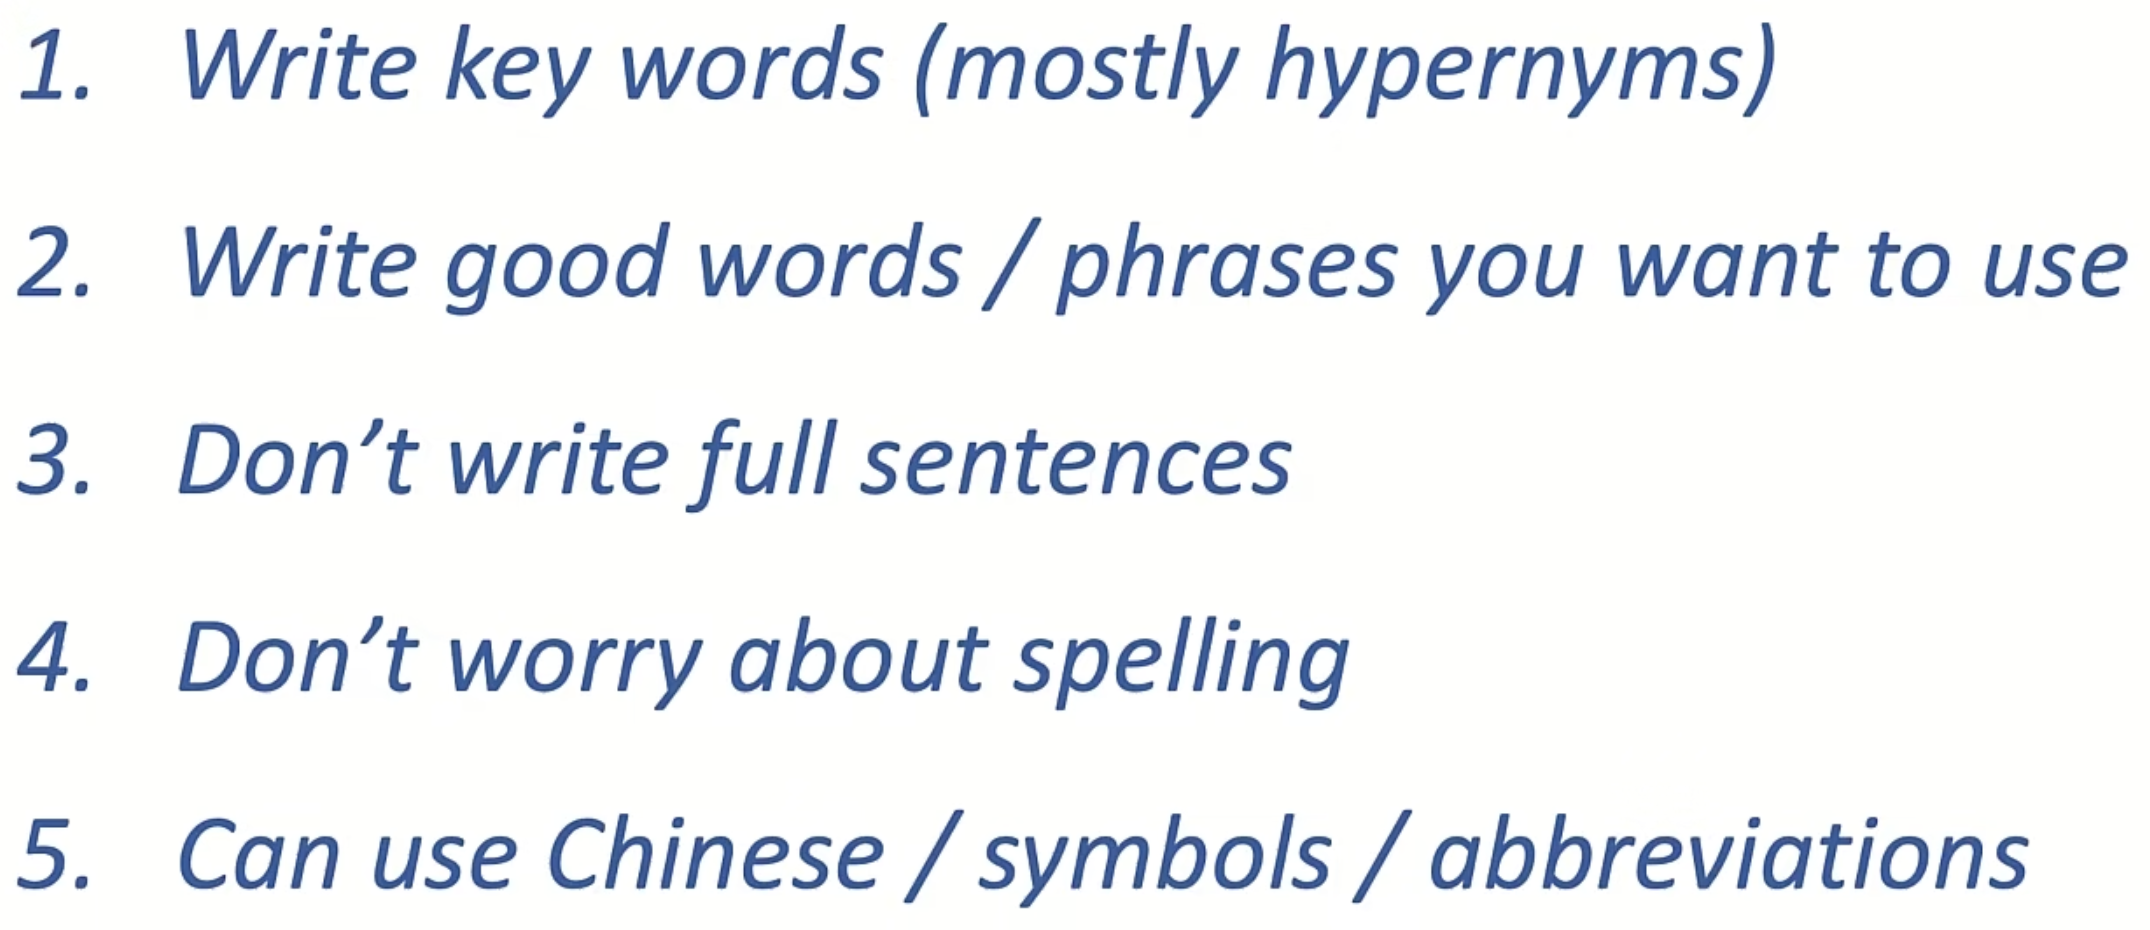 1. Write key words (mostly hypernyms)
2. Write good words / phrases you want to use
3. Don’t write full sentences
4. Don’t worry about spelling
5. Can use Chinese / symbols / abbreviations